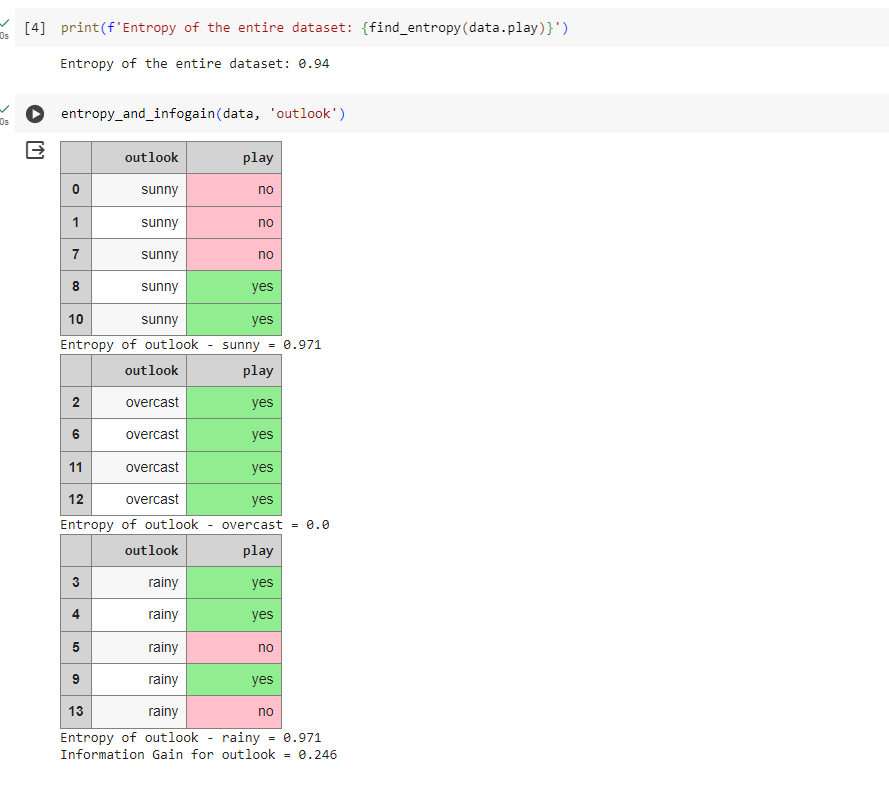 [4] print(f'Entropy of the entire dataset: {find_entropy(data.play)}')
0s
Entropy of the entire dataset: 0.94
entropy_and_infogain(data, 'outlook')
0s
outlook play
0 sunny no
1 sunny no
7 sunny no
8 sunny yes
10 sunny yes
Entropy of outlook - sunny = 0.971
outlook play
2 overcast yes
6 overcast yes
11 overcast yes
12 overcast yes
Entropy of outlook - overcast = 0.0
outlook play
3 rainy yes
4 rainy yes
5 rainy no
9 rainy yes
13 rainy no
Entropy of outlook - rainy = 0.971
Information Gain for outlook = 0.246